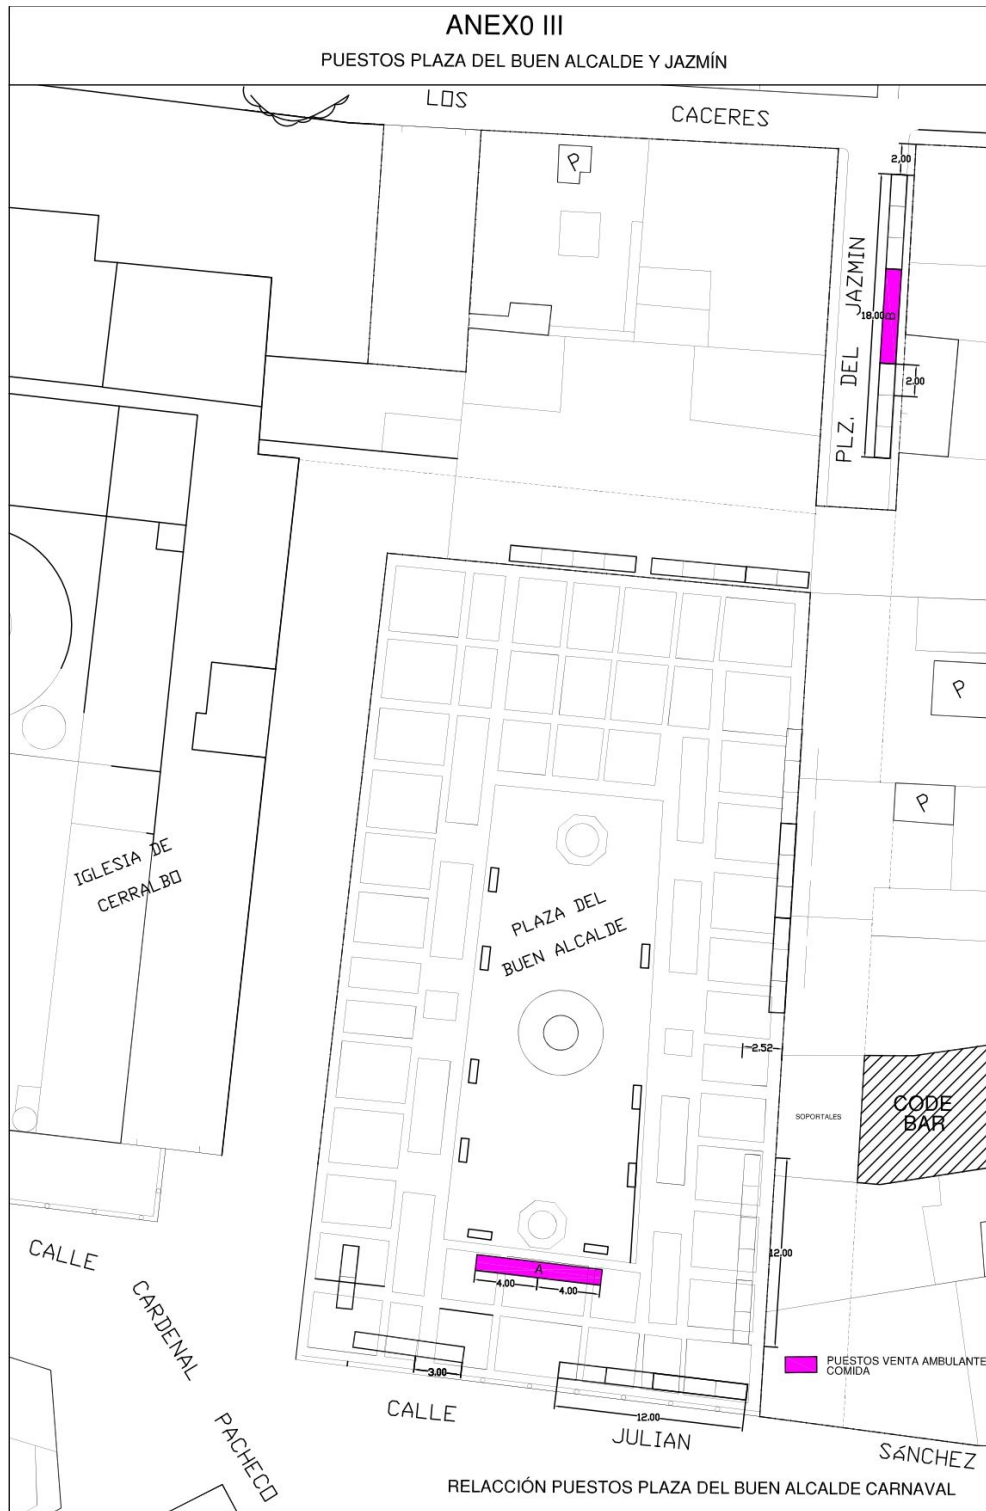 ANEX0 III
PUESTOS PLAZA DEL BUEN ALCALDE Y JAZMÍN
LOS
CACERES
P
2,00
PLZ. DEL JAZMIN
18.00
B
2.00
P
P
IGLESIA DE
CERRALBO
PLAZA DEL
BUEN ALCALDE
2.52
SOPORTALES
CODE
BAR
CALLE
CARDENAL
PACHECO
A
4.00
4.00
12.00
PUESTOS VENTA AMBULANTE
COMIDA
3.00
CALLE
12.00
JULIAN
SáNCHEZ
RELACCIÓN PUESTOS PLAZA DEL BUEN ALCALDE CARNAVAL